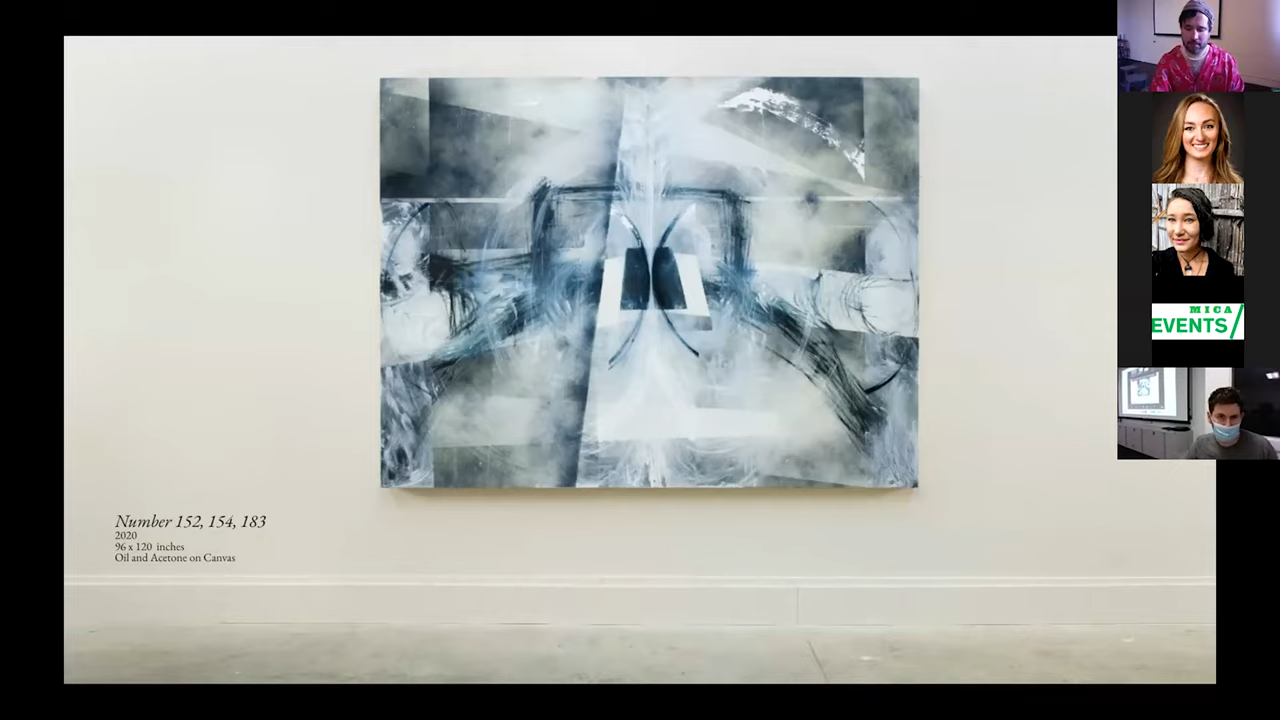 Number 152, 154, 183
2020
96 x 120 inches
Oil and Acetone on Canvas
MICA
EVENTS/